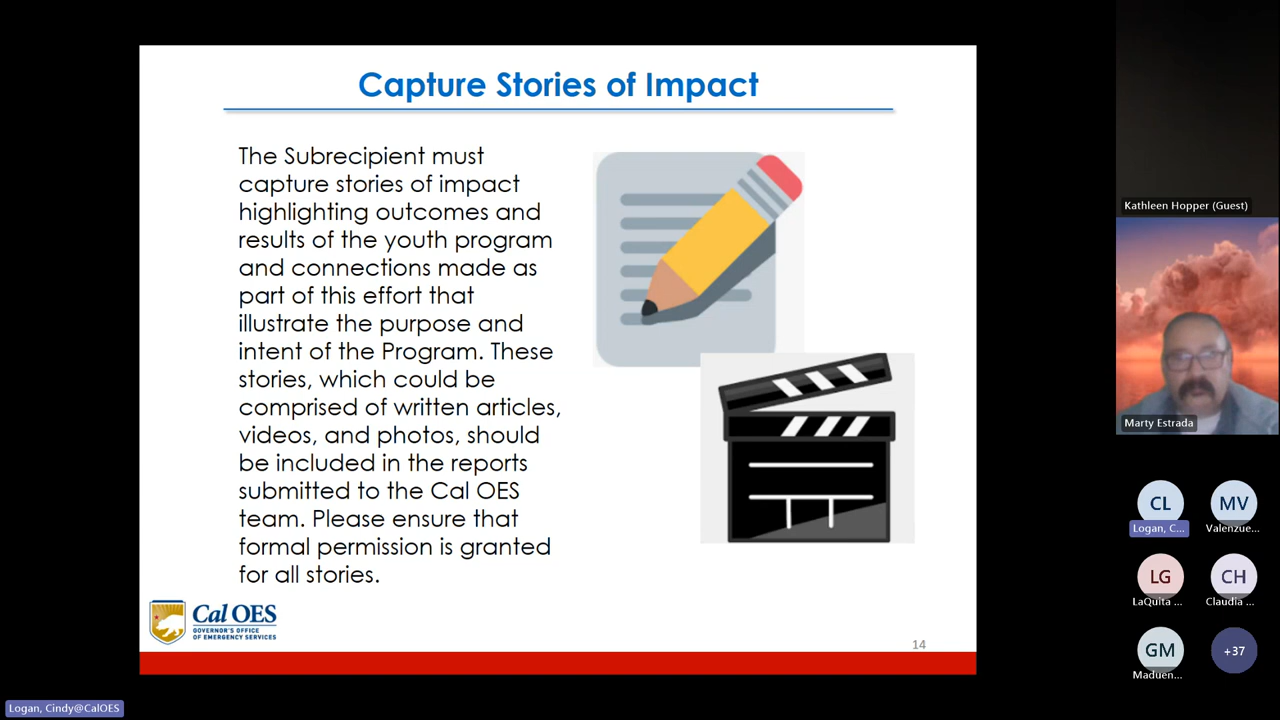 Capture Stories of Impact
The Subrecipient must
capture stories of impact
highlighting outcomes and
results of the youth program
and connections made as
part of this effort that
illustrate the purpose and
intent of the Program. These
stories, which could be
comprised of written articles,
videos, and photos, should
be included in the reports
submitted to the Cal OES
team. Please ensure that
formal permission is granted
for all stories.
Cal OES
GOVERNOR'S OFFICE
OF EMERGENCY SERVICES
14
Kathleen Hopper (Guest)
Marty Estrada
CL
Logan, C...
MV
Valenzue...
LG
LaQuita ...
CH
Claudia ...
GM
Maduen...
+37
Logan, Cindy@CalOES